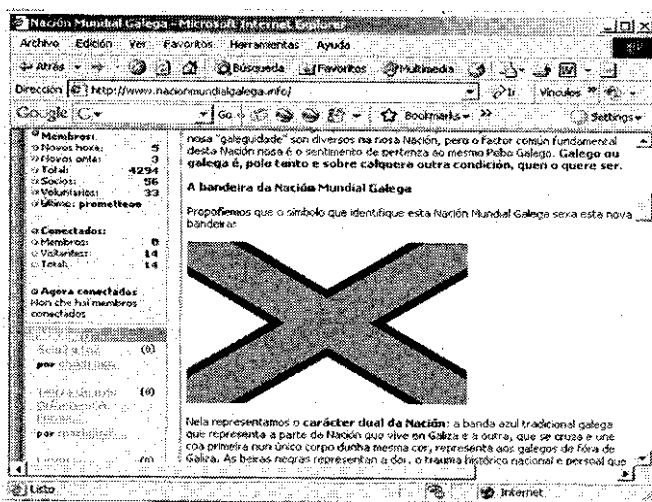 Nación Mundial Galega - Microsoft Internet Explorer
Archivo Edición Ver Favoritos Herramientas Ayuda
Atrás Búsqueda Favoritos Multimedia
Dirección http://www.nacionmundialgalega.info/ Ir Vínculos »
Google Go Bookmarks » Settings
Membros:
Novos hoxe: 5
Novos onte: 3
Total: 4294
Socios: 56
Voluntarios: 33
Último: prometteao
Conectados:
Membros: 0
Visitantes: 14
Total: 14
Agora conectados
Non che hai membros
conectados
(0)
por
(0)
por
nosa "galeguidade" son diversos na nosa Nación, pero o factor común fundamental
desta Nación nosa é o sentimento de pertenza ao mesmo Pobo Galego. Galego ou
galega é, polo tanto e sobre calquera outra condición, quen o quere ser.
A bandeira da Nación Mundial Galega
Propoñemos que o símbolo que identifique esta Nación Mundial Galega sexa esta nova
bandeira:
Nela representamos o carácter dual da Nación: a banda azul tradicional galega
que representa a parte da Nación que vive en Galiza e a outra, que se cruza e une
coa primeira nun único corpo dunha mesma cor, representa aos galegos de fóra de
Galiza. As beiras negras representan a dor, o trauma histórico nacional e persoal que
Listo Internet